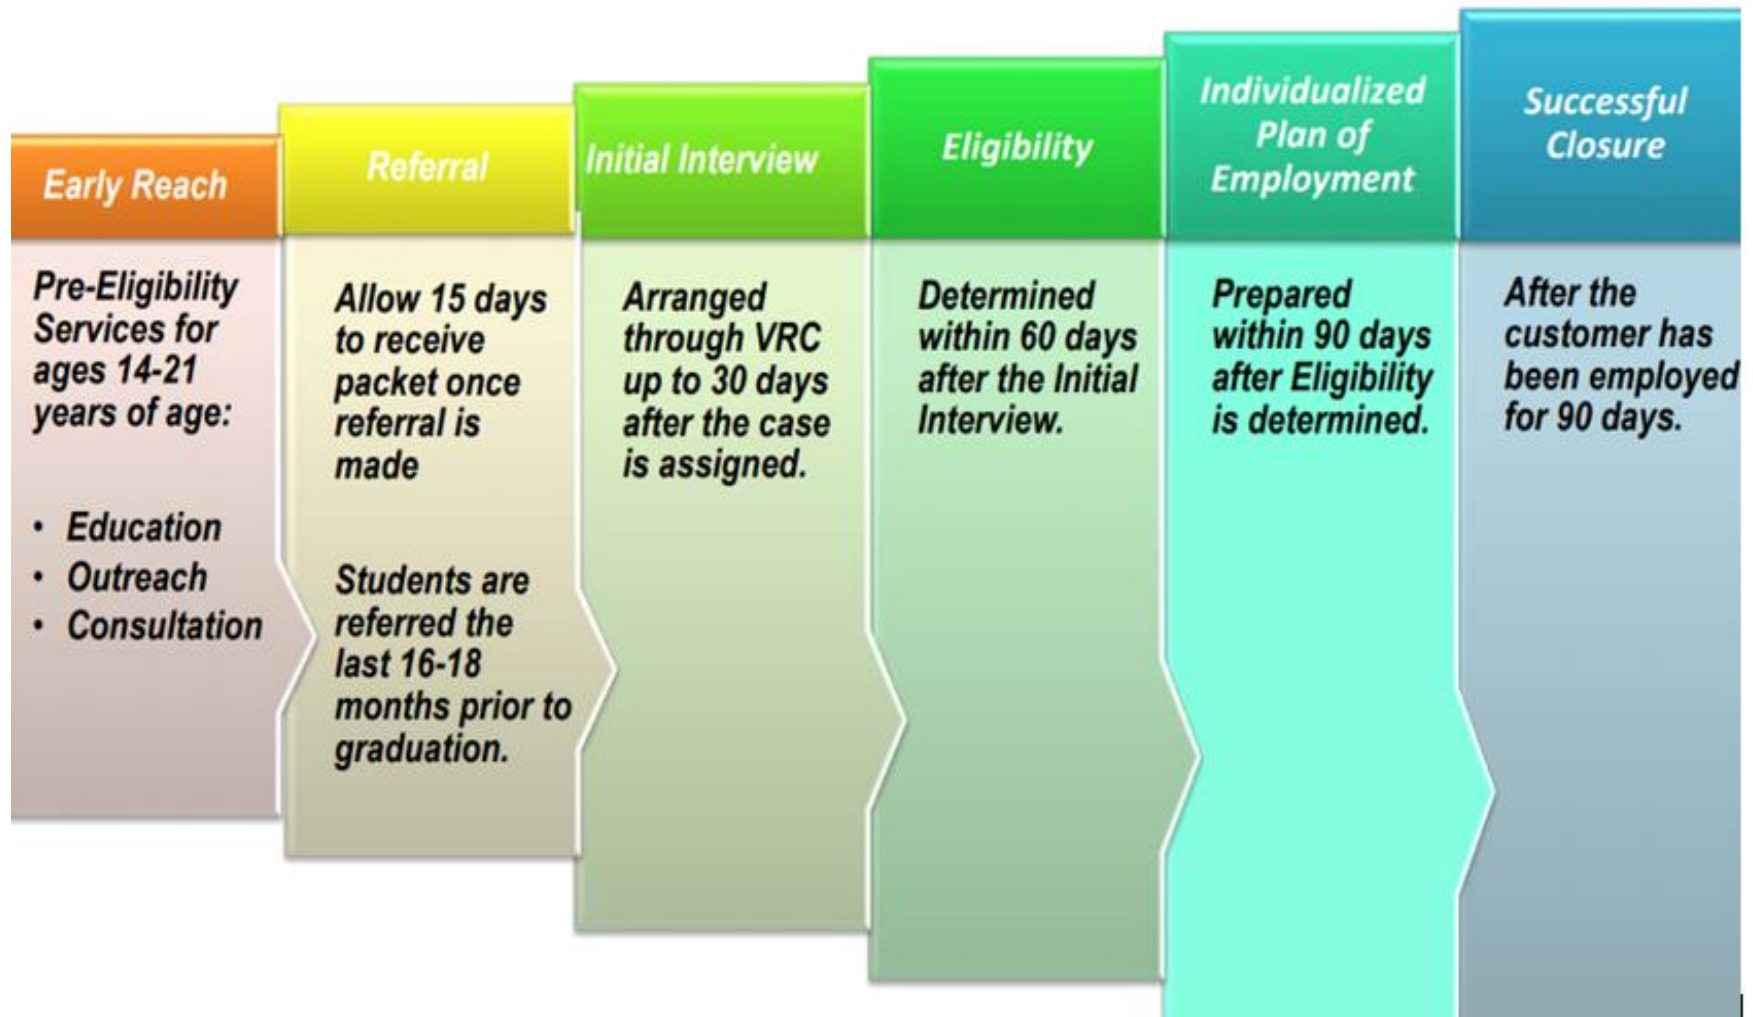 Early Reach
Pre-Eligibility
Services for
ages 14-21
years of age:
• Education
• Outreach
• Consultation
Referral
Allow 15 days
to receive
packet once
referral is
made
Students are
referred the
last 16-18
months prior to
graduation.
Initial Interview
Arranged
through VRC
up to 30 days
after the case
is assigned.
Eligibility
Determined
within 60 days
after the Initial
Interview.
Individualized
Plan of
Employment
Prepared
within 90 days
after Eligibility
is determined.
Successful
Closure
After the
customer has
been employed
for 90 days.